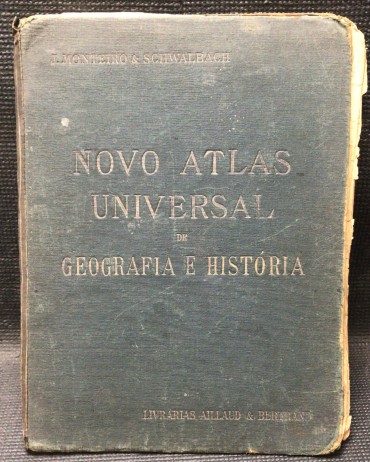 J. MONTEIRO & SCHWALBACH
NOVO ATLAS
UNIVERSAL
DE
GEOGRAFIA E HISTÓRIA
LIVRARIAS AILLAUD & BERTRAND